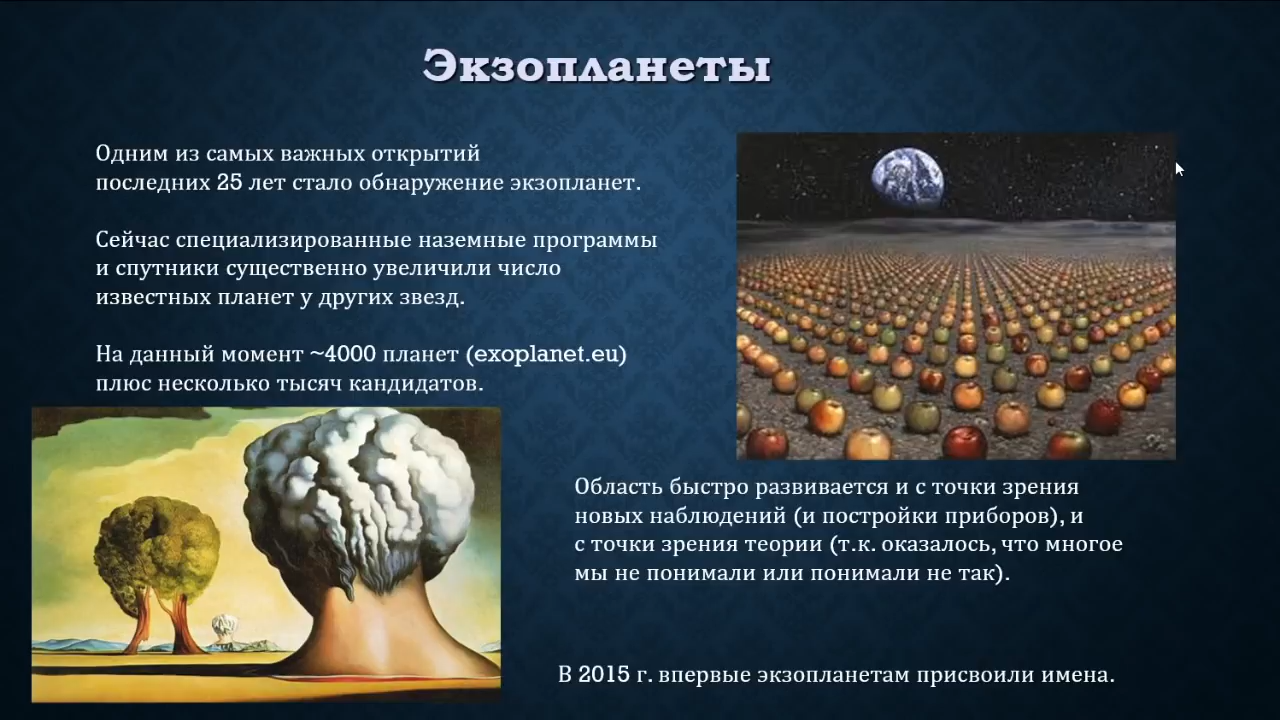 Экзопланеты
Одним из самых важных открытий
последних 25 лет стало обнаружение экзопланет.
Сейчас специализированные наземные программы
и спутники существенно увеличили число
известных планет у других звезд.
На данный момент ~4000 планет (exoplanet.eu)
плюс несколько тысяч кандидатов.
Область быстро развивается и с точки зрения
новых наблюдений (и постройки приборов), и
с точки зрения теории (т.к. оказалось, что многое
мы не понимали или понимали не так).
В 2015 г. впервые экзопланетам присвоили имена.